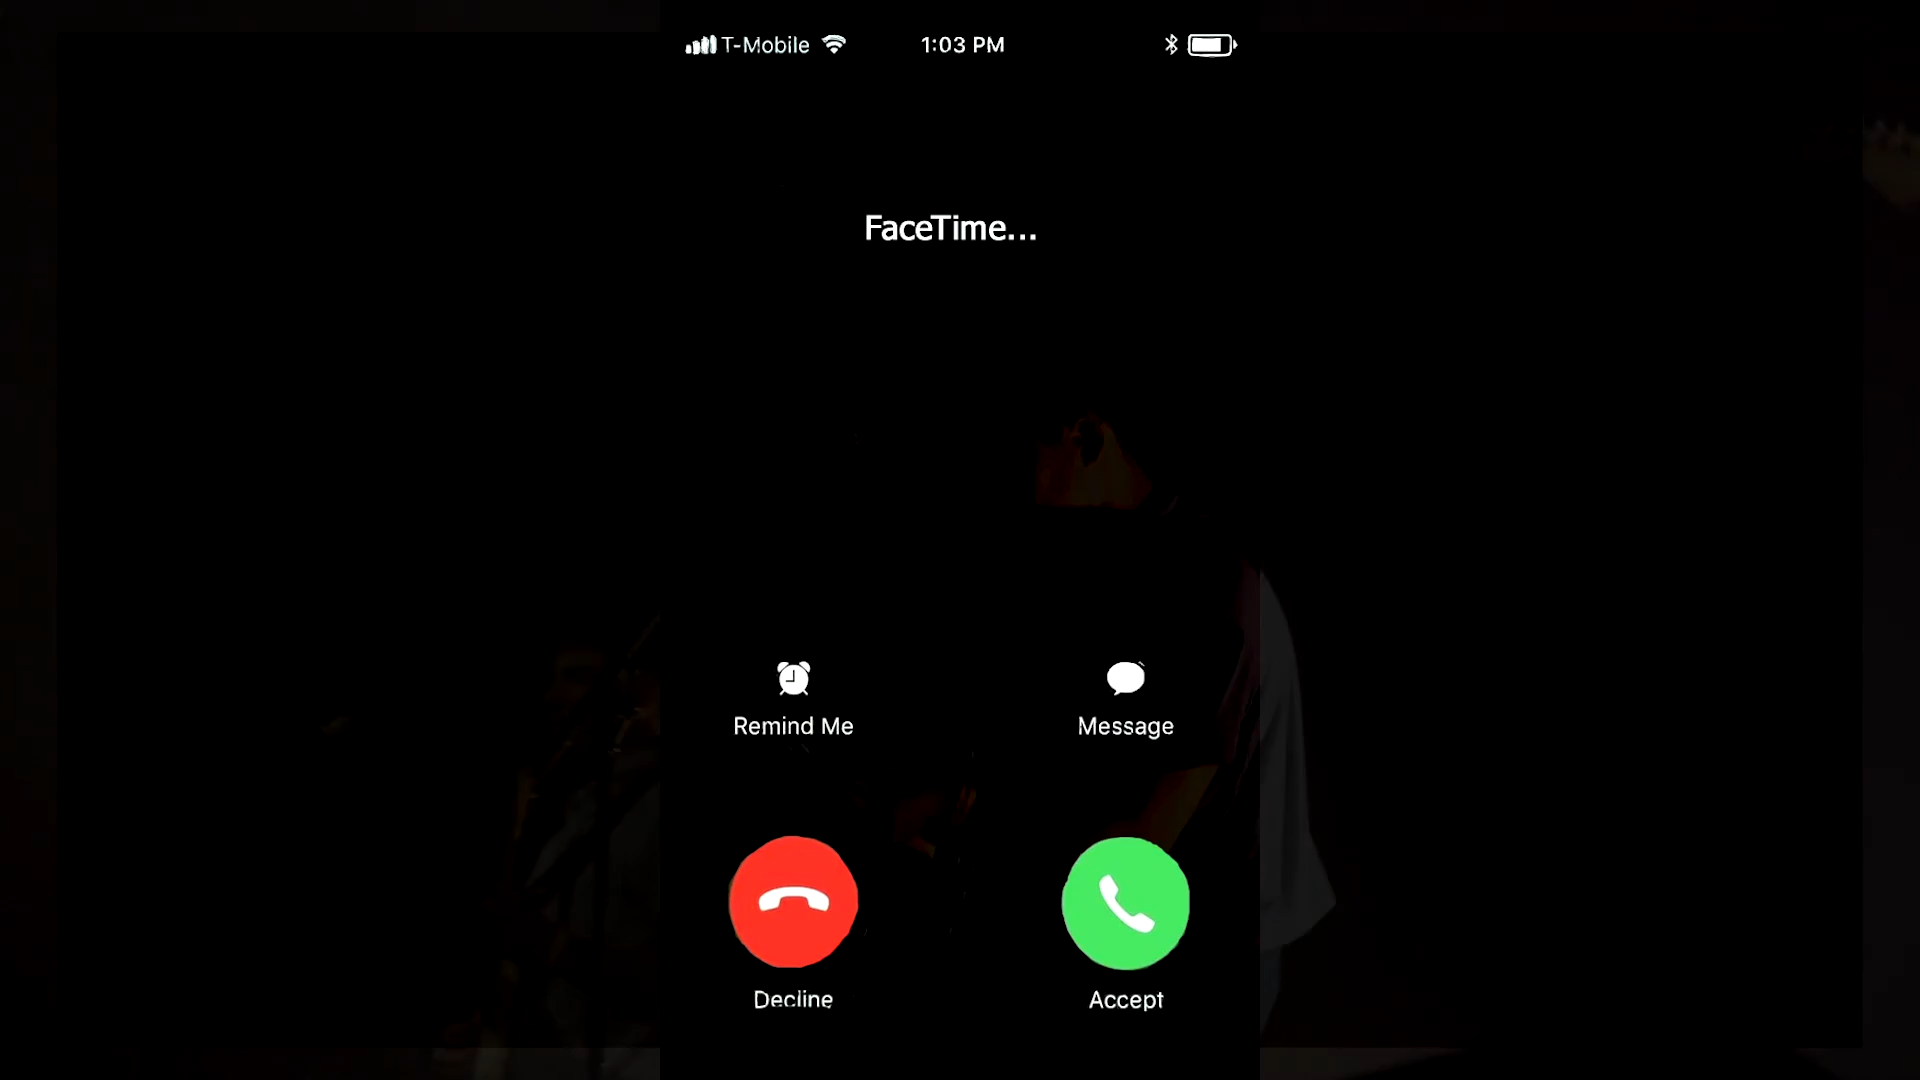 T-Mobile 1:03 PM
FaceTime...
Remind Me Message
Decline Accept